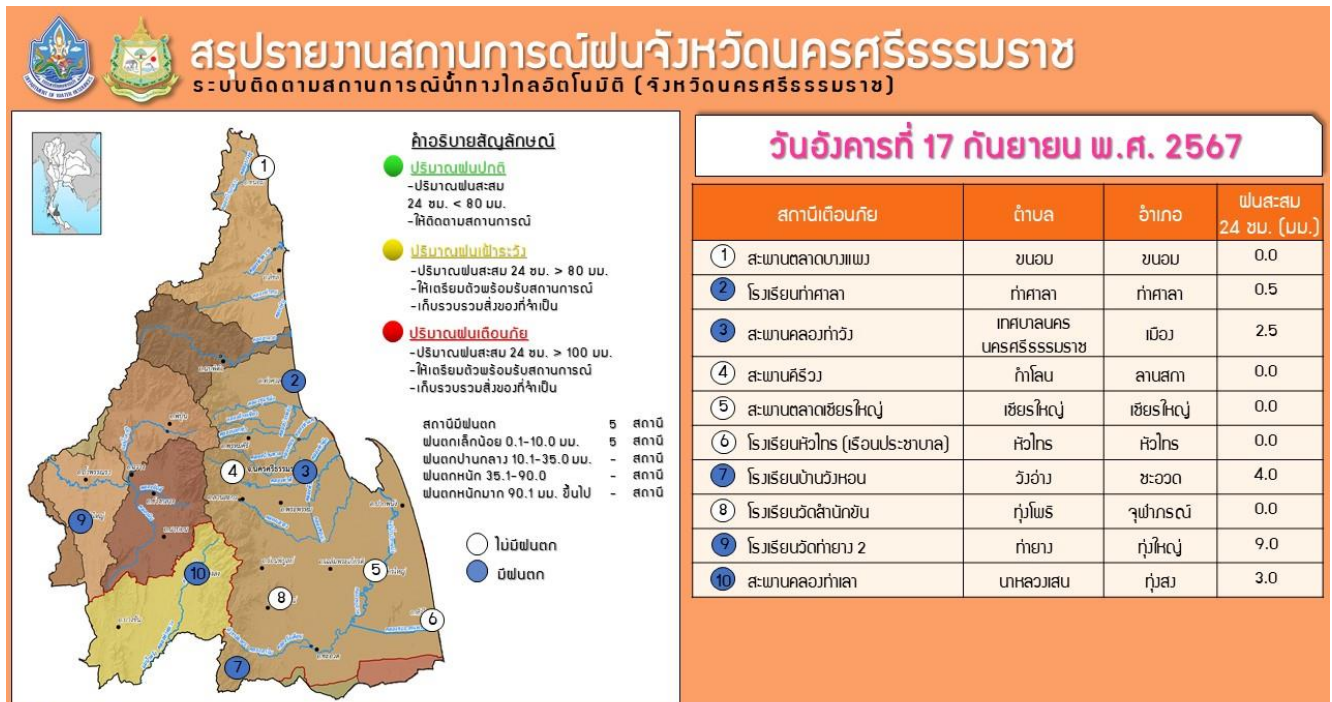 สรุปรายงานสถานการณ์ฝนจังหวัดนครศรีธรรมราช
ระบบติดตามสถานการณ์น้ำทางไกลอัตโนมัติ (จังหวัดนครศรีธรรมราช)
คำอธิบายสัญลักษณ์
ปริมาณฝนปกติ
-ปริมาณฝนสะสม
24 ชม. < 80 มม.
-ให้ติดตามสถานการณ์
ปริมาณฝนเฝ้าระวัง
-ปริมาณฝนสะสม 24 ชม. > 80 มม.
-ให้เตรียมตัวพร้อมรับสถานการณ์
-เก็บรวบรวมสิ่งของที่จำเป็น
ปริมาณฝนเตือนภัย
-ปริมาณฝนสะสม 24 ชม. > 100 มม.
-ให้เตรียมตัวพร้อมรับสถานการณ์
-เก็บรวบรวมสิ่งของที่จำเป็น
สถานีมีฝนตก 5 สถานี
ฝนตกเล็กน้อย 0.1-10.0 มม. 5 สถานี
ฝนตกปานกลาง 10.1-35.0 มม. - สถานี
ฝนตกหนัก 35.1-90.0 - สถานี
ฝนตกหนักมาก 90.1 มม. ขึ้นไป - สถานี
ไม่มีฝนตก
มีฝนตก
1
2
4
3
9
10
5
8
6
7
วันอังคารที่ 17 กันยายน พ.ศ. 2567
สถานีเตือนภัย ตำบล อำเภอ ฝนสะสม 24 ชม. (มม.)
1 สะพานตลาดบางแพง ขนอม ขนอม 0.0
2 โรงเรียนท่าศาลา ท่าศาลา ท่าศาลา 0.5
3 สะพานคลองท่าวัง เทศบาลนครนครศรีธรรมราช เมือง 2.5
4 สะพานคีรีวง กำโลน ลานสกา 0.0
5 สะพานตลาดเชียรใหญ่ เชียรใหญ่ เชียรใหญ่ 0.0
6 โรงเรียนหัวไทร (เรือนประชาบาล) หัวไทร หัวไทร 0.0
7 โรงเรียนบ้านวังหอน วังอ่าง ชะอวด 4.0
8 โรงเรียนวัดสำนักขัน ทุ่งโพธิ จุฬาภรณ์ 0.0
9 โรงเรียนวัดท่ายาง 2 ท่ายาง ทุ่งใหญ่ 9.0
10 สะพานคลองท่าเลา นาหลวงเสน ทุ่งสง 3.0